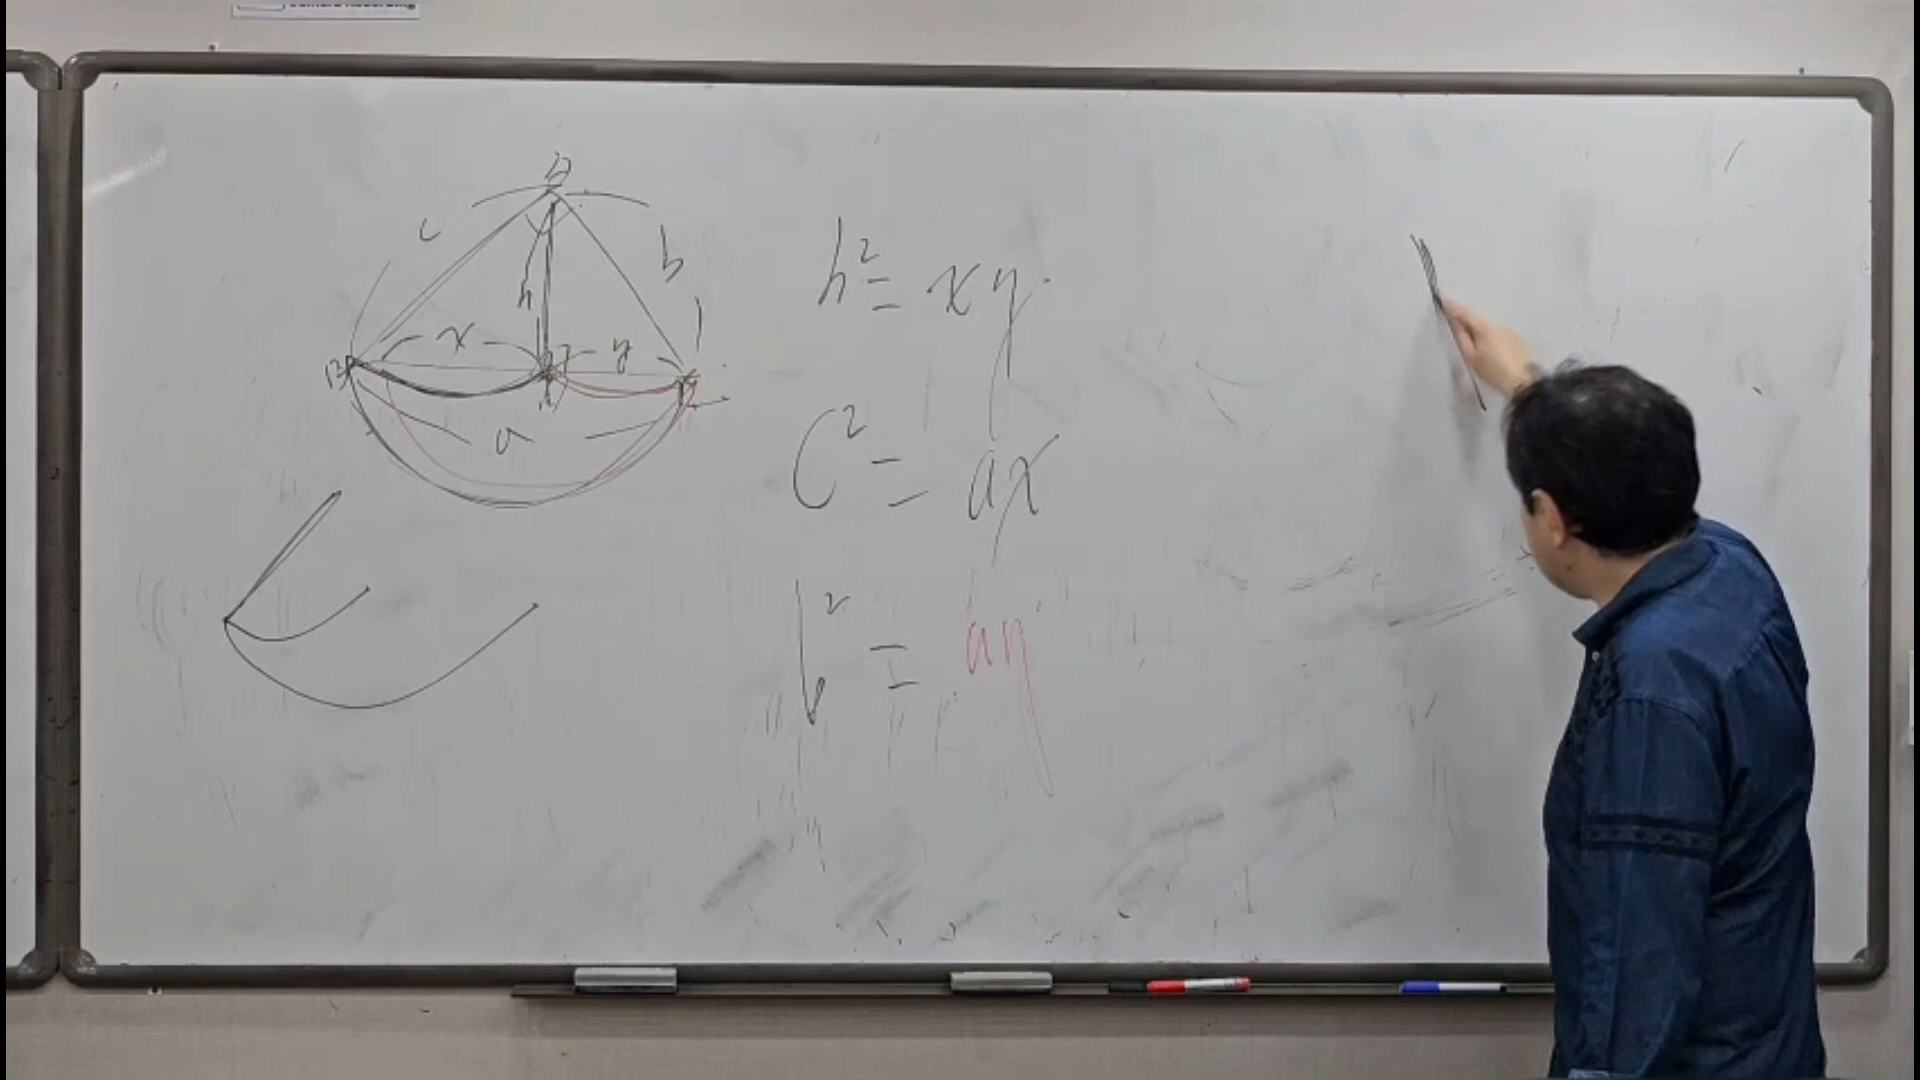 c
b
h
x
y
a
h² = xy
c² = ax
b² = ay